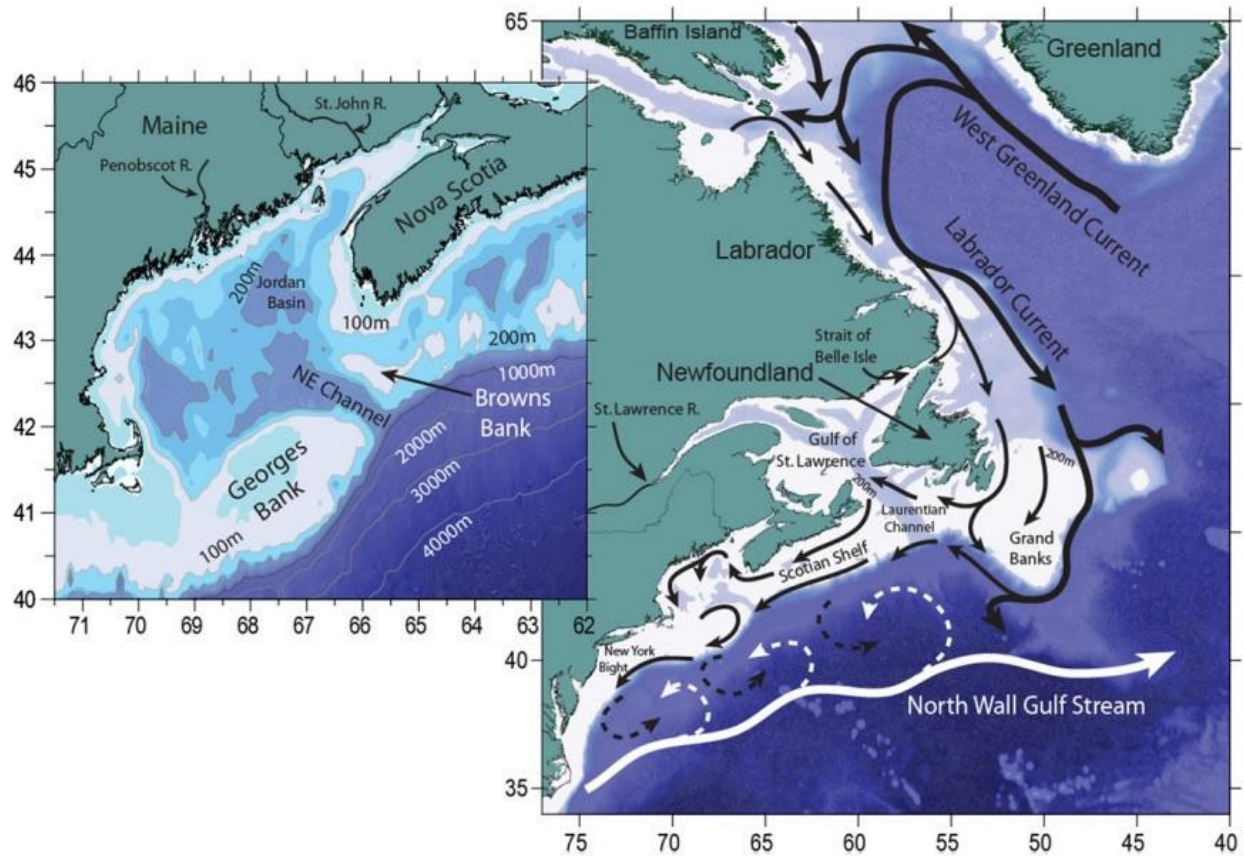 46
45
44
43
42
41
40
71
70
69
68
67
66
65
64
63
62
Maine
St. John R.
Penobscot R.
Nova Scotia
200m
Jordan
Basin
100m
200m
1000m
NE Channel
Browns
Bank
2000m
3000m
4000m
Georges
Bank
100m
65
40
35
75
70
65
60
55
50
45
40
Baffin Island
Greenland
West Greenland Current
Labrador
Labrador Current
Strait of
Belle Isle
Newfoundland
St. Lawrence R.
Gulf of
St. Lawrence
200m
200m
Laurentian
Channel
Grand
Banks
Scotian Shelf
New York
Bight
North Wall Gulf Stream